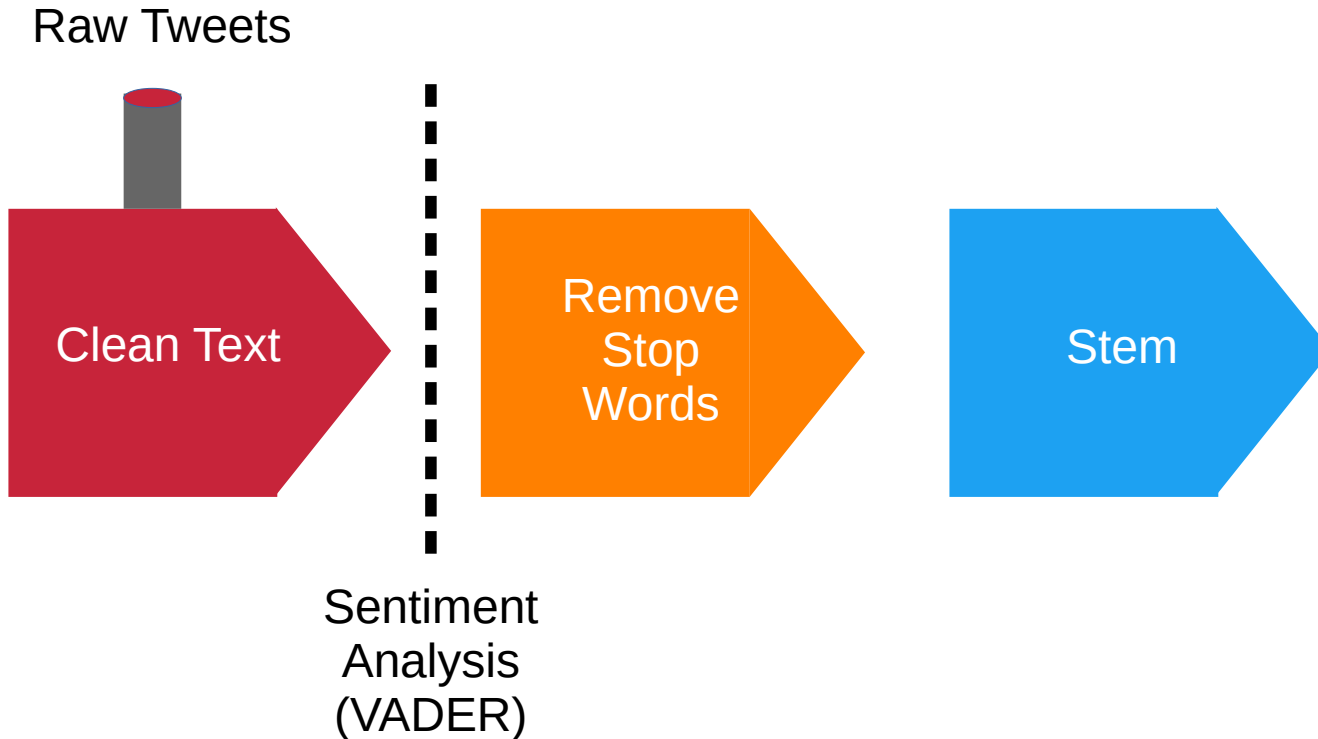 Raw Tweets
Clean Text
Remove
Stop
Words
Stem
Sentiment
Analysis
(VADER)